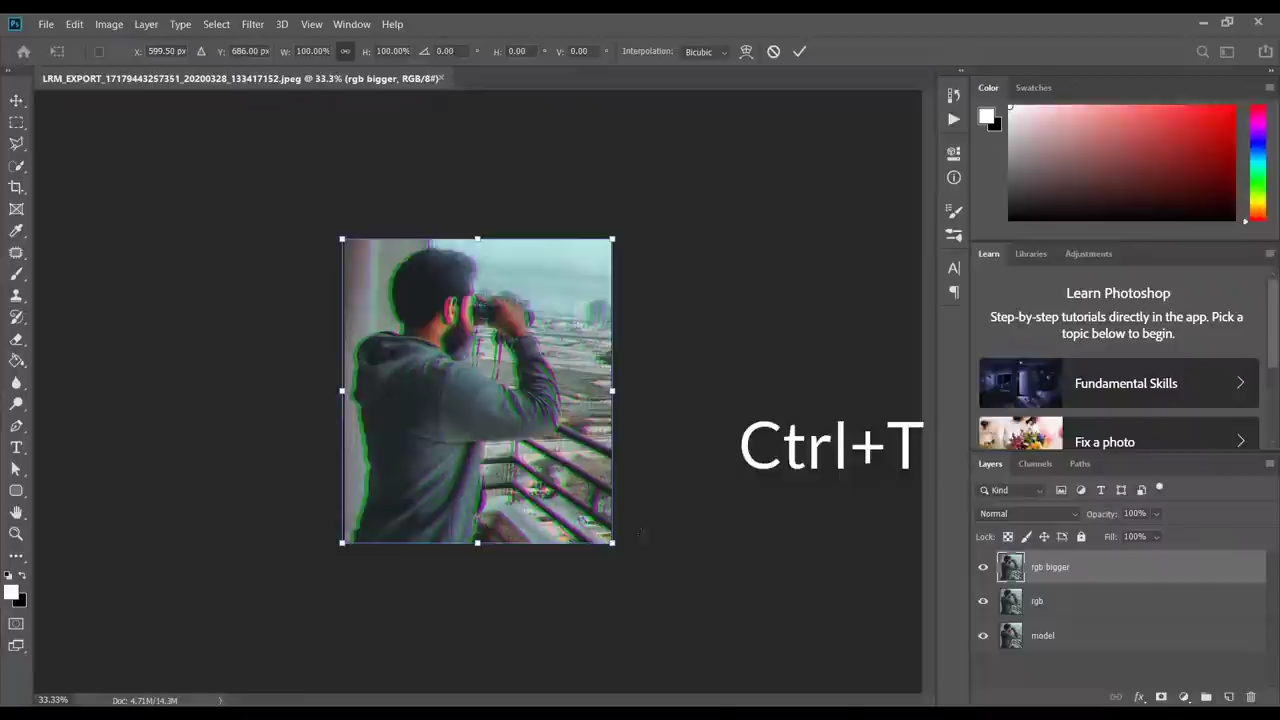 Ps File Edit Image Layer Type Select Filter 3D View Window Help
X: 599.50 px Y: 686.00 px W: 100.00% H: 100.00% 0.00 ° H: 0.00 ° V: 0.00 ° Interpolation: Bicubic
LRM_EXPORT_17179443257351_20200328_133417152.jpeg @ 33.3% (rgb bigger, RGB/8#)
Color Swatches
Learn Libraries Adjustments
Learn Photoshop
Step-by-step tutorials directly in the app. Pick a
topic below to begin.
Fundamental Skills
Fix a photo
Ctrl+T
Layers Channels Paths
Kind
Normal Opacity: 100%
Lock: Fill: 100%
rgb bigger
rgb
model
33.33% Doc: 4.71M/14.3M